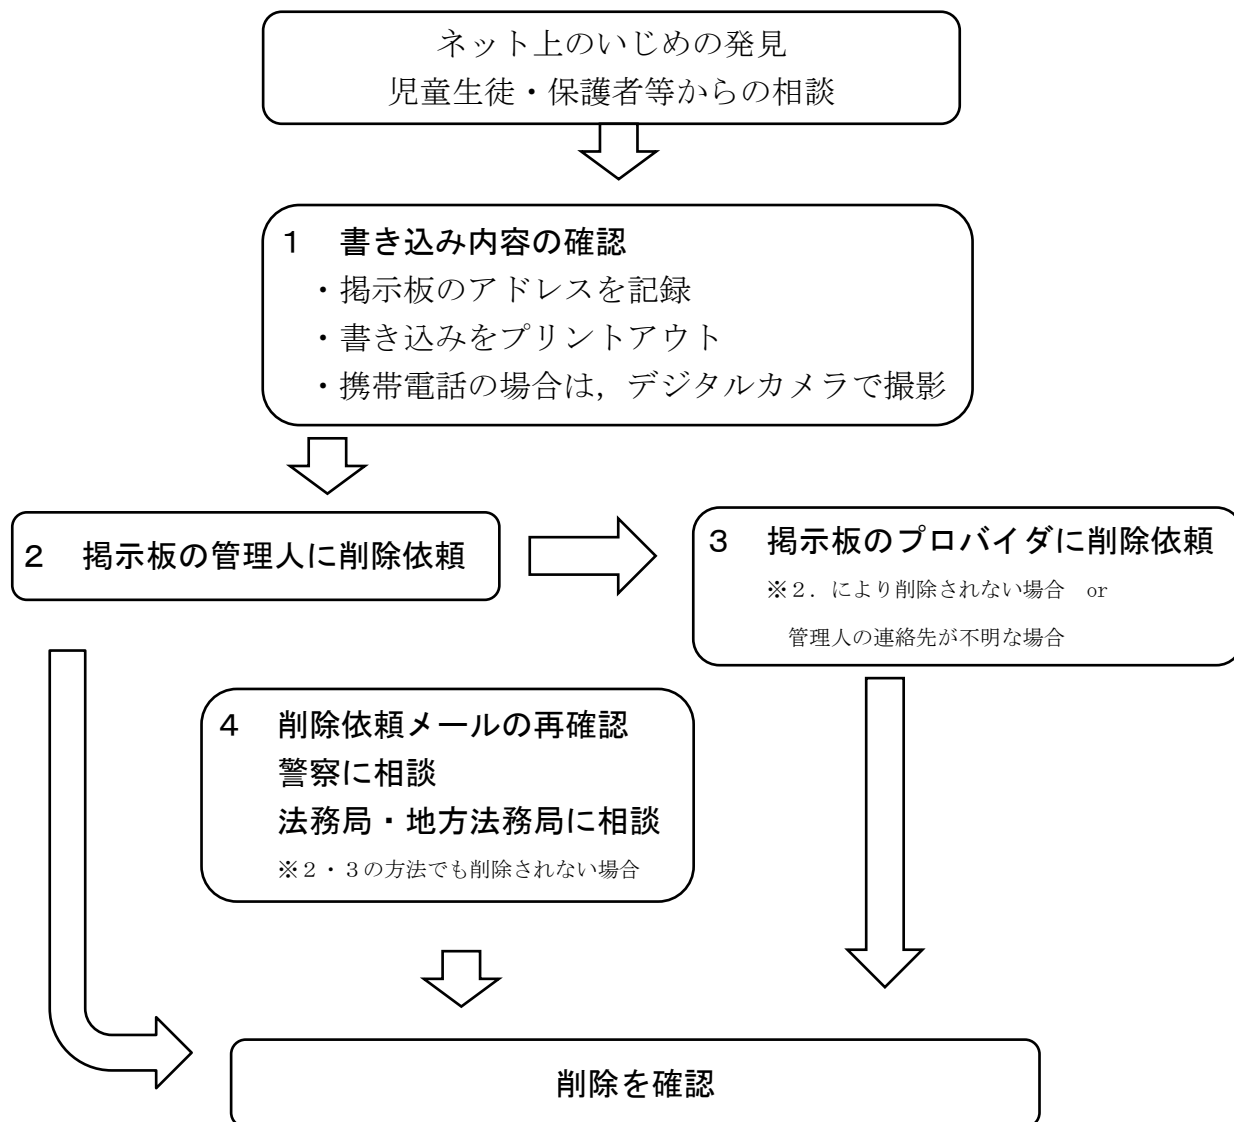 ネット上のいじめの発見
児童生徒・保護者等からの相談
１　書き込み内容の確認
・掲示板のアドレスを記録
・書き込みをプリントアウト
・携帯電話の場合は，デジタルカメラで撮影
２　掲示板の管理人に削除依頼
３　掲示板のプロバイダに削除依頼
※２．により削除されない場合　or
管理人の連絡先が不明な場合
４　削除依頼メールの再確認
警察に相談
法務局・地方法務局に相談
※２・３の方法でも削除されない場合
削除を確認